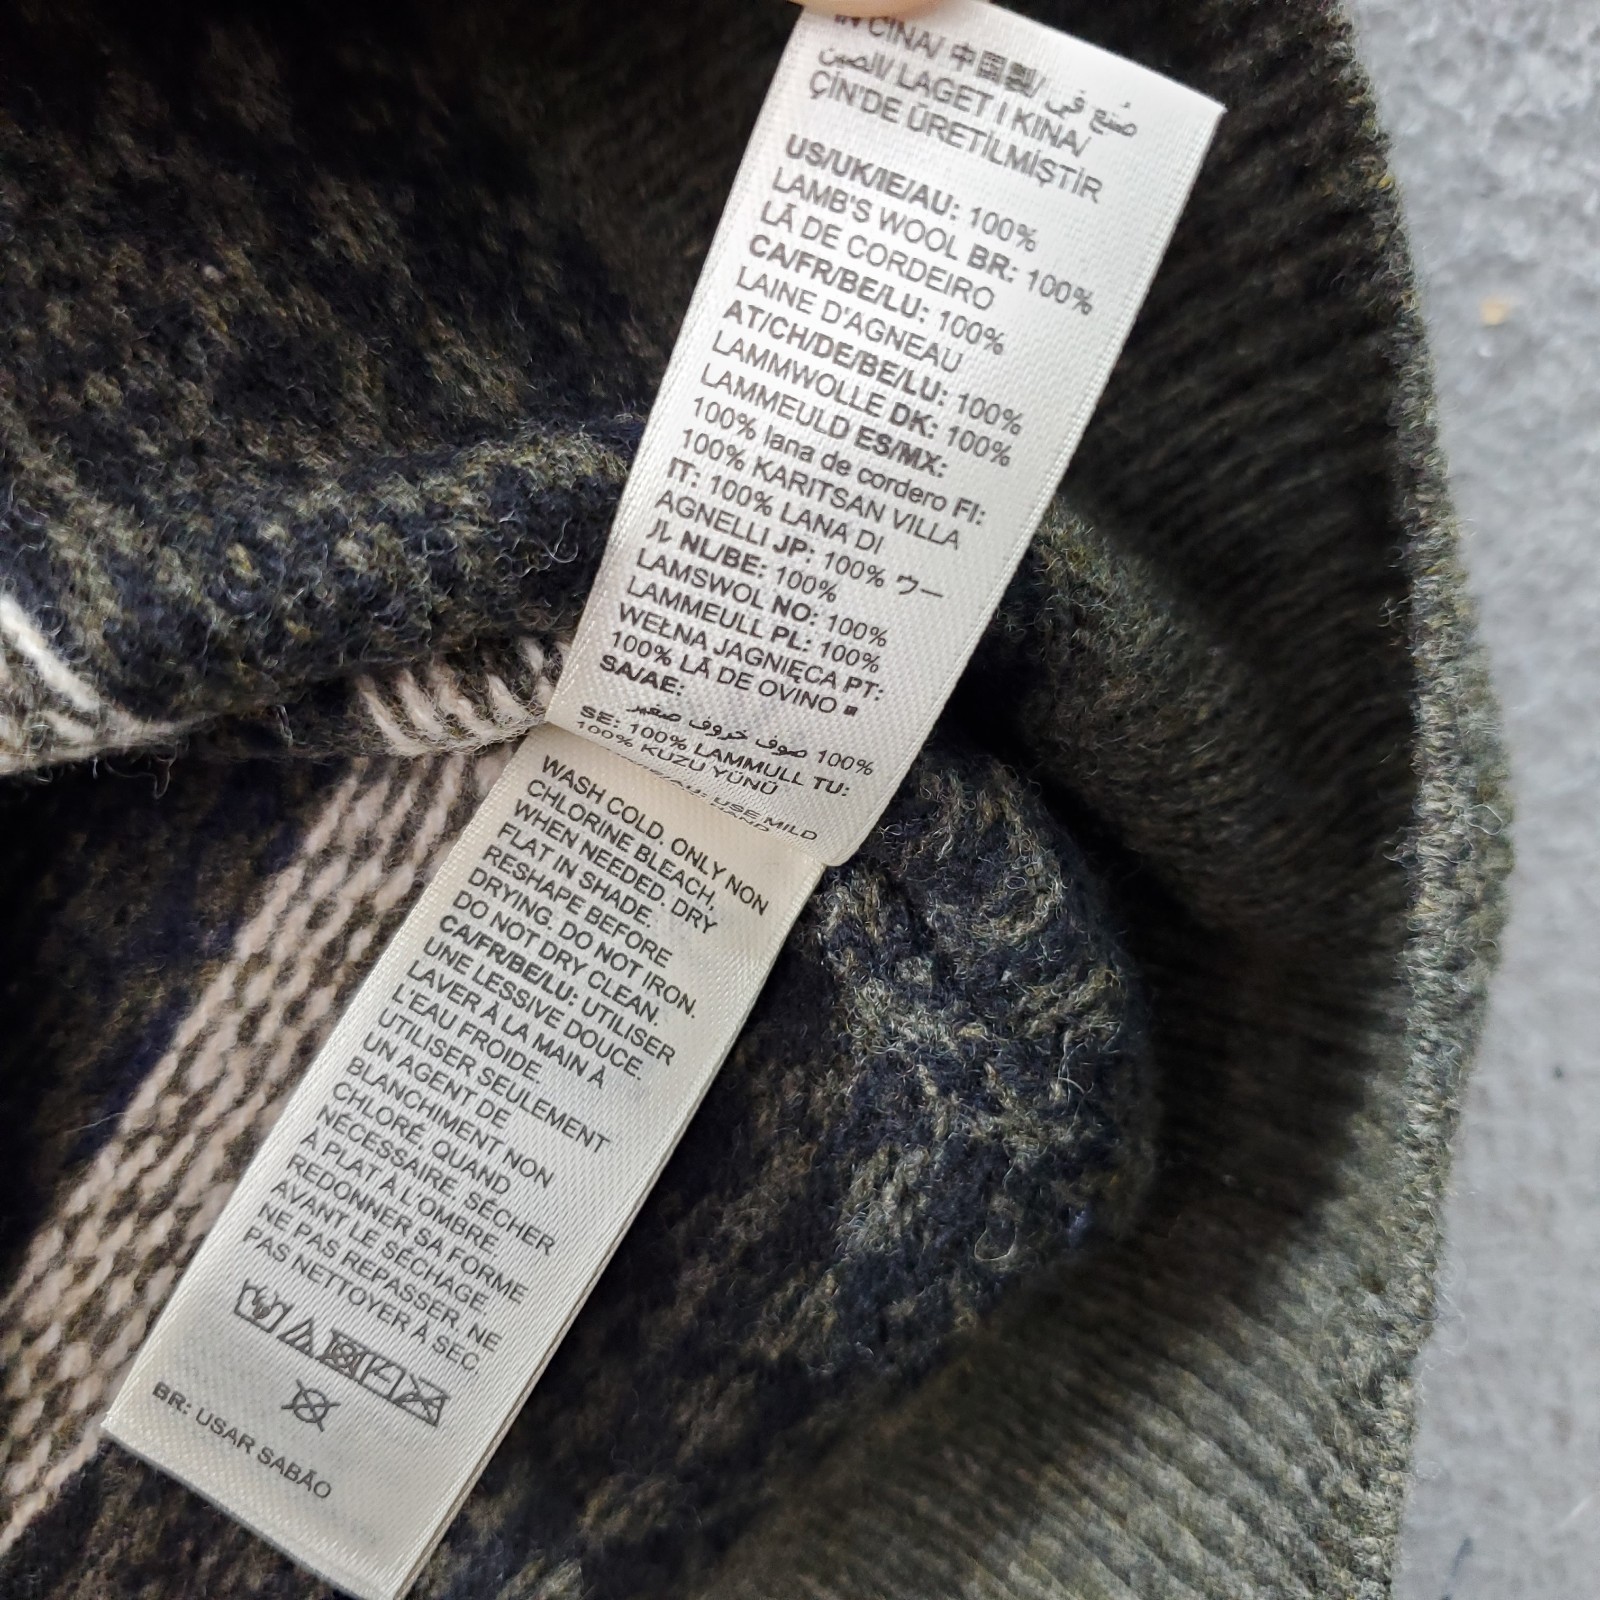 IN CINA/ 中国製/ صُنع في
الصين/ LAGET I KINA/
ÇİN'DE ÜRETİLMİŞTİR
US/UK/IE/AU: 100%
LAMB'S WOOL BR: 100%
LÃ DE CORDEIRO
CA/FR/BE/LU: 100%
LAINE D'AGNEAU
AT/CH/DE/BE/LU: 100%
LAMMWOLLE DK: 100%
LAMMEULD ES/MX:
100% lana de cordero FI:
100% KARITSAN VILLA
IT: 100% LANA DI
AGNELLI JP: 100% ウー
ル NL/BE: 100%
LAMSWOL NO: 100%
LAMMEULL PL: 100%
WEŁNA JAGNIĘCA PT:
100% LÃ DE OVINO
SA/AE:
100% صوف خروف صغير
SE: 100% LAMMULL TU:
100% KUZU YÜNÜ
AU: USE MILD
WASH COLD. ONLY NON
CHLORINE BLEACH,
WHEN NEEDED. DRY
FLAT IN SHADE.
RESHAPE BEFORE
DRYING. DO NOT IRON.
DO NOT DRY CLEAN.
CA/FR/BE/LU: UTILISER
UNE LESSIVE DOUCE.
LAVER À LA MAIN À
L'EAU FROIDE.
UTILISER SEULEMENT
UN AGENT DE
BLANCHIMENT NON
CHLORÉ, QUAND
NÉCESSAIRE. SÉCHER
À PLAT À L'OMBRE.
REDONNER SA FORME
AVANT LE SÉCHAGE.
NE PAS REPASSER. NE
PAS NETTOYER À SEC.
BR: USAR SABÃO